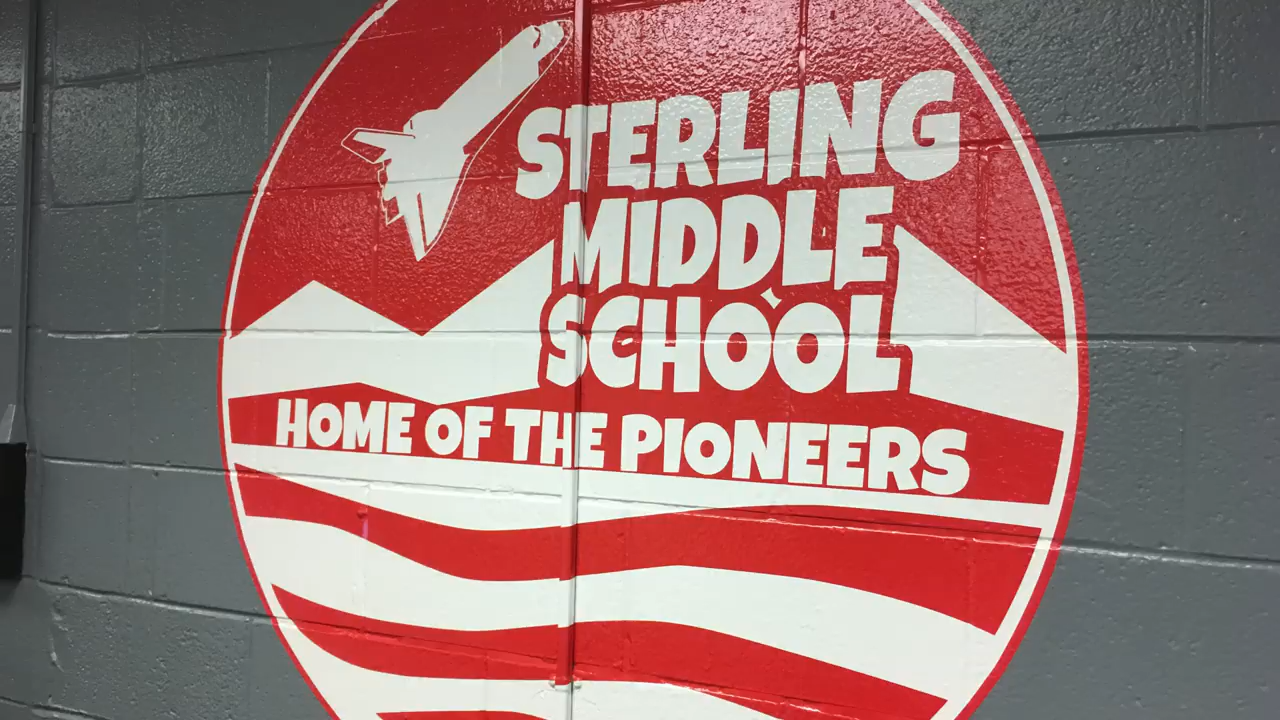 STERLING
MIDDLE
SCHOOL
HOME OF THE PIONEERS